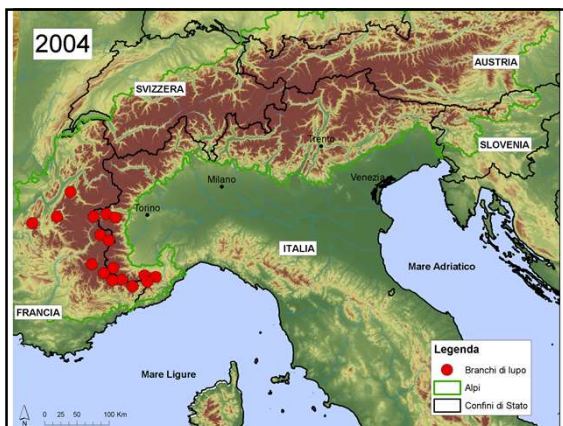 2004
AUSTRIA
SVIZZERA
SLOVENIA
Trento
Milano
Venezia
Torino
ITALIA
Mare Adriatico
FRANCIA
Mare Ligure
Legenda
Branchi di lupo
Alpi
Confini di Stato
N
0 25 50 100 Km